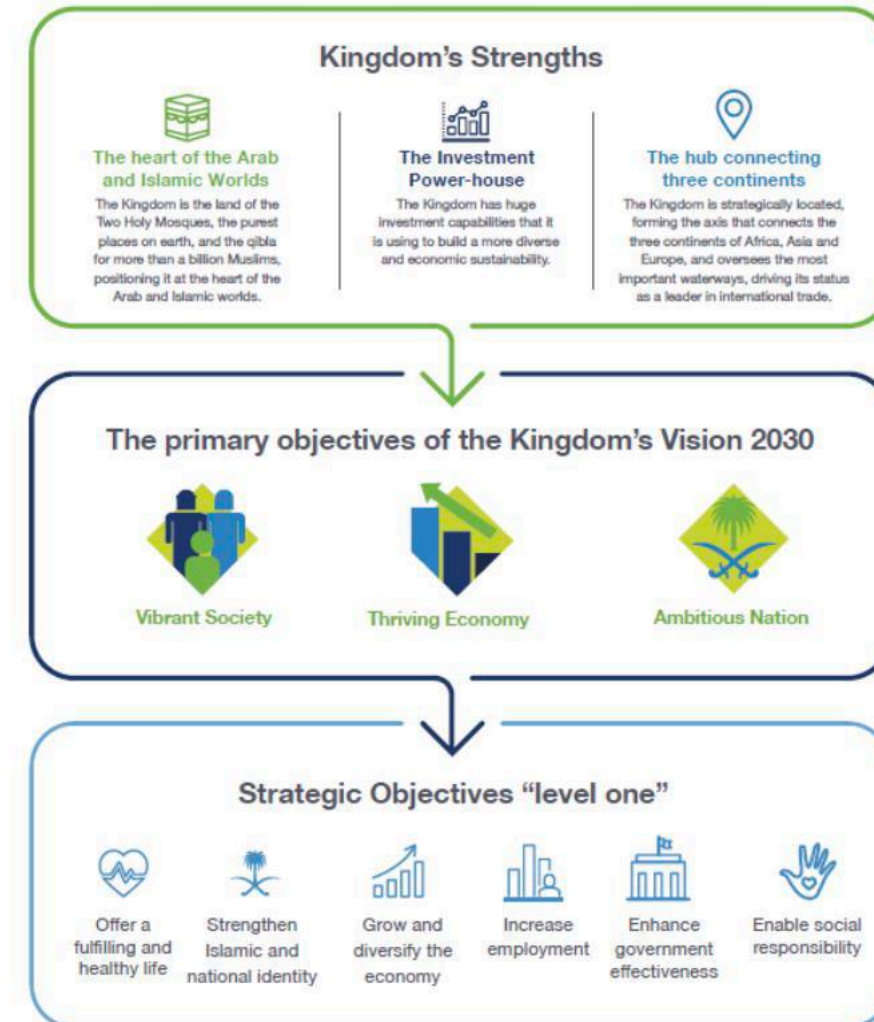 Kingdom's Strengths
The heart of the Arab
and Islamic Worlds
The Kingdom is the land of the
Two Holy Mosques, the purest
places on earth, and the qibla
for more than a billion Muslims,
positioning it at the heart of the
Arab and Islamic worlds.
The Investment
Power-house
The Kingdom has huge
investment capabilities that it
is using to build a more diverse
and economic sustainability.
The hub connecting
three continents
The Kingdom is strategically located,
forming the axis that connects the
three continents of Africa, Asia and
Europe, and oversees the most
important waterways, driving its status
as a leader in international trade.
The primary objectives of the Kingdom's Vision 2030
Vibrant Society
Thriving Economy
Ambitious Nation
Strategic Objectives “level one”
Offer a
fulfilling and
healthy life
Strengthen
Islamic and
national identity
Grow and
diversify the
economy
Increase
employment
Enhance
government
effectiveness
Enable social
responsibility